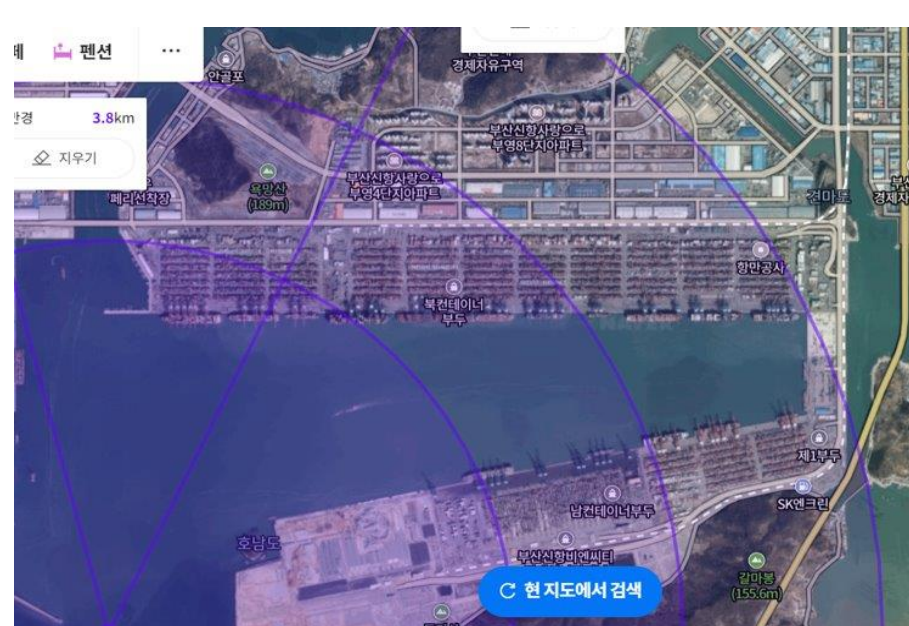 제 펜션 ...
안골포
경제자유구역
반경 3.8km
지우기
부산신항사랑으로
부영8단지아파트
부산신항사랑으로
부영4단지아파트
욕망산
(189m)
페리선착장
견마도
경제자
항만공사
북컨테이너
부두
제1부두
SK엔크린
남컨테이너부두
호남도
부산신항비엔씨티
갈마봉
(155.6m)
현 지도에서 검색